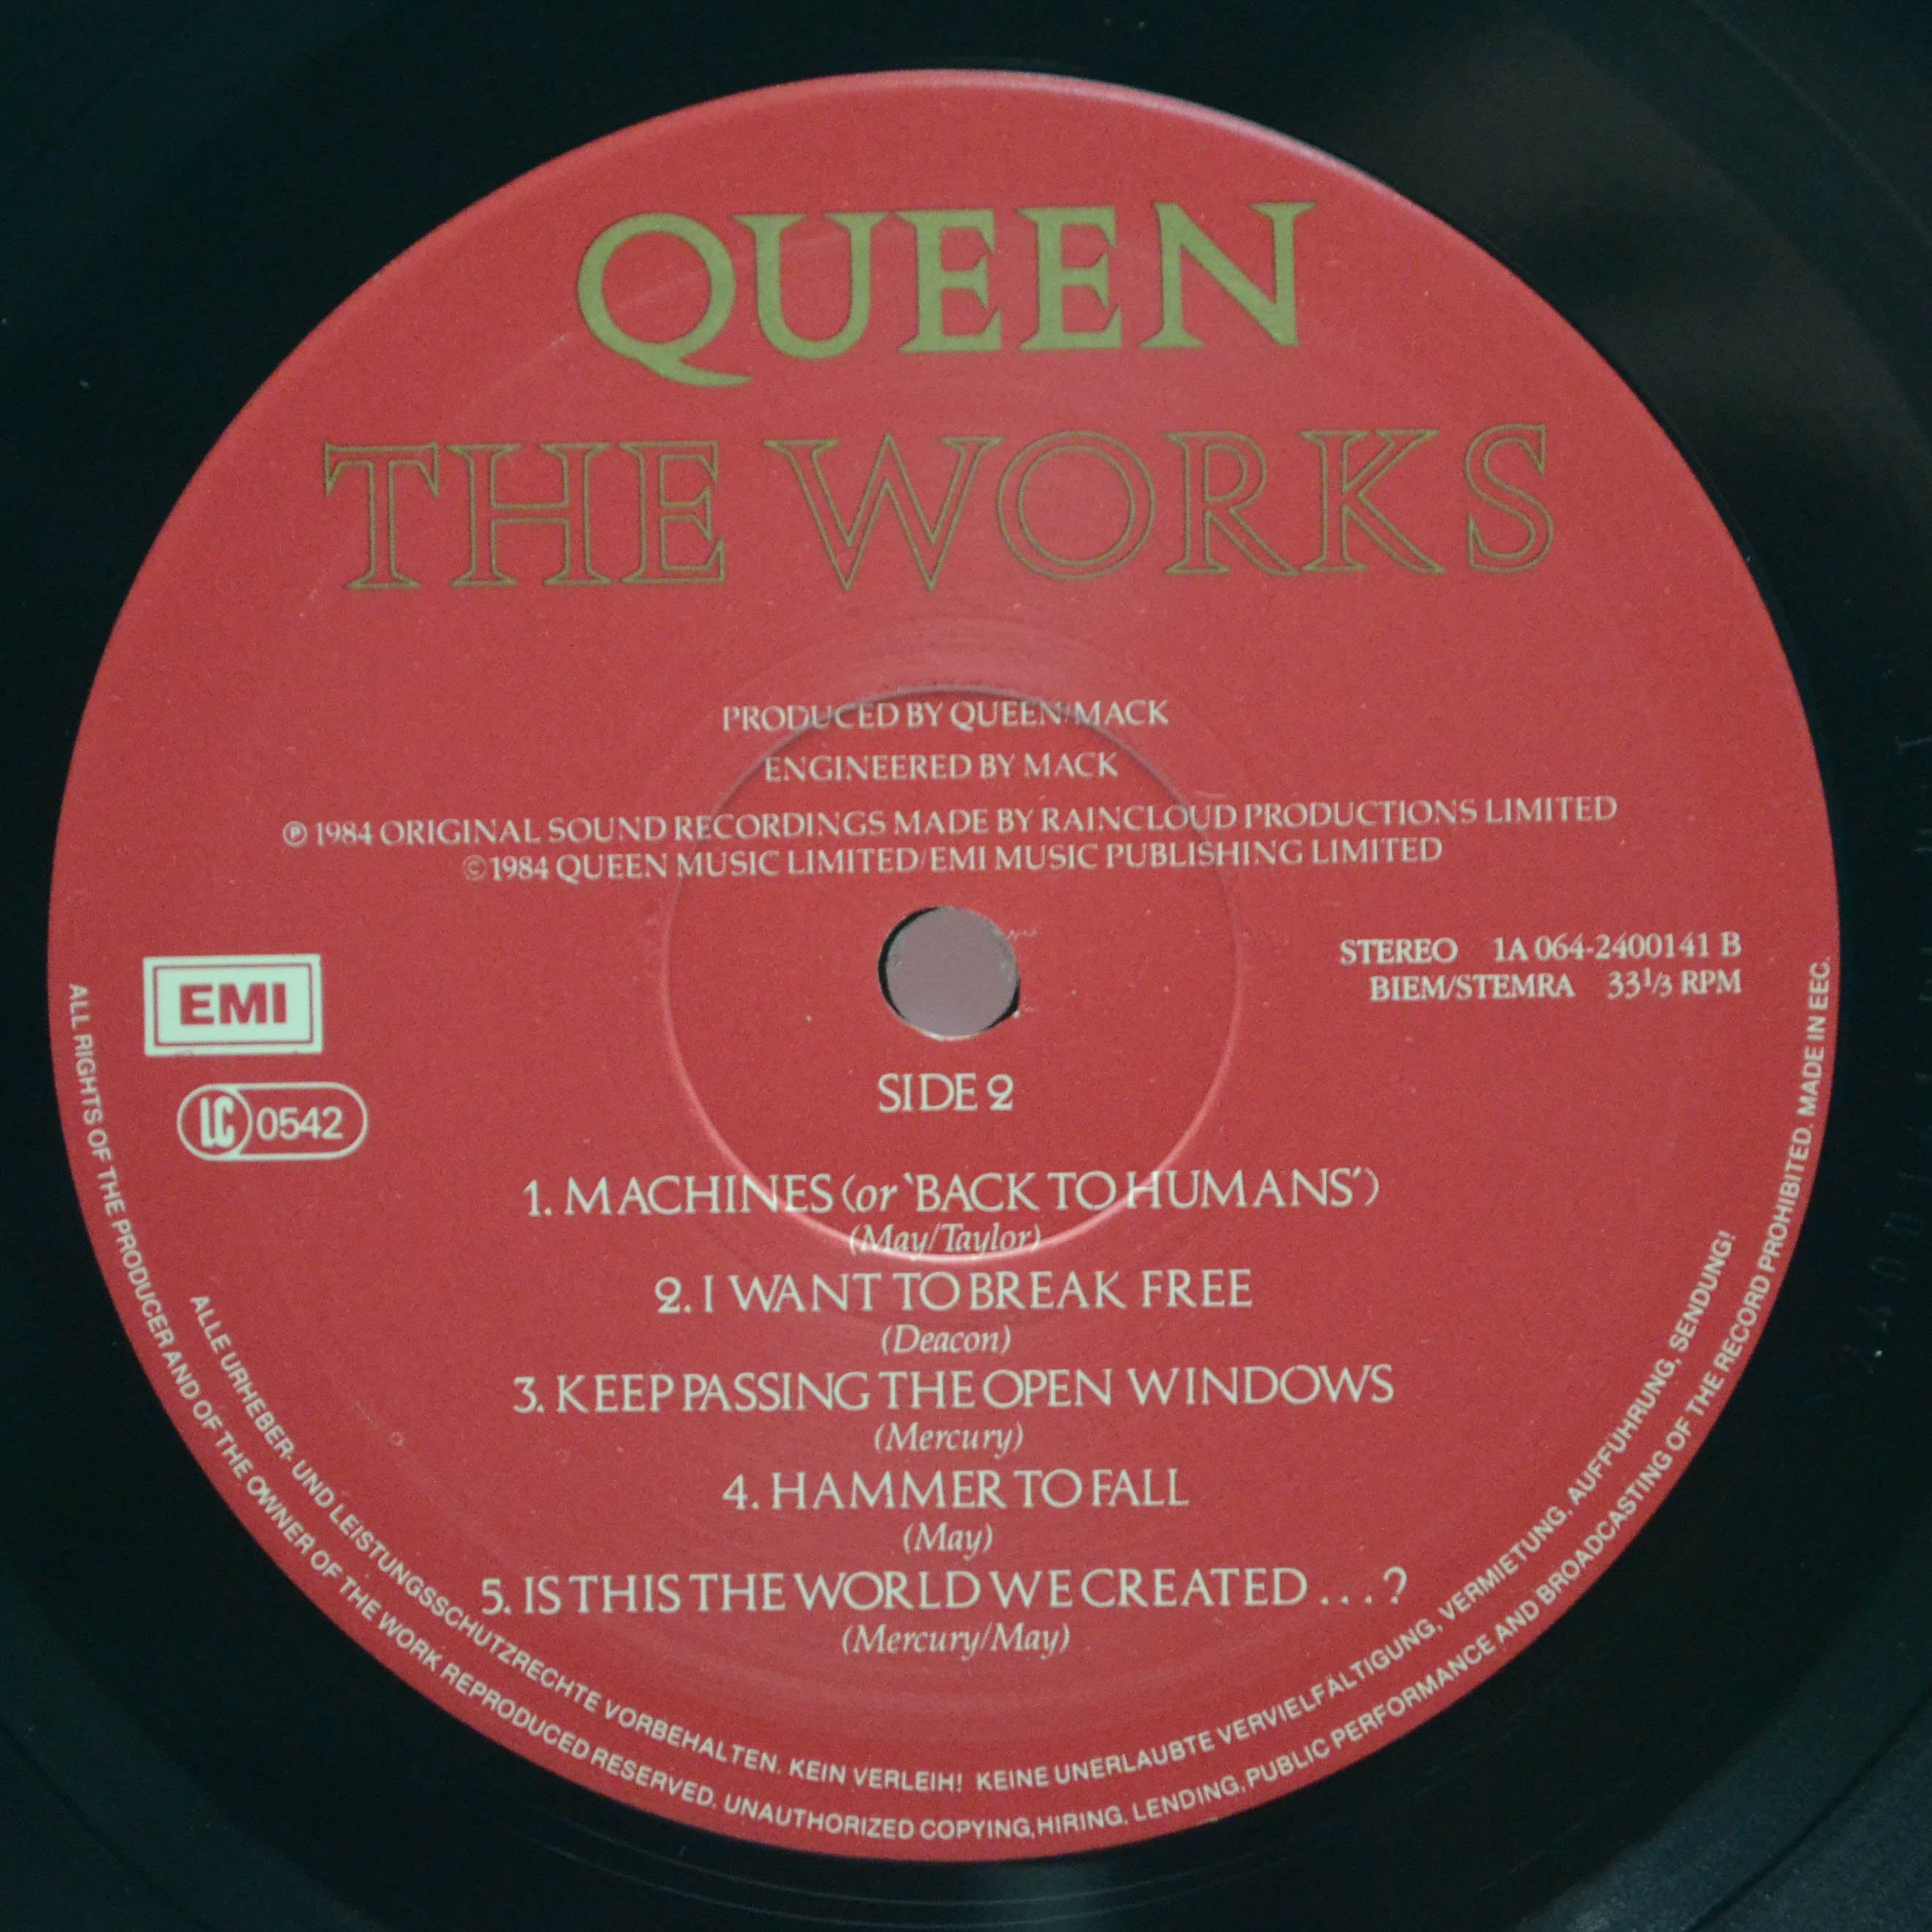 QUEEN
THE WORKS
PRODUCED BY QUEEN/MACK
ENGINEERED BY MACK
℗ 1984 ORIGINAL SOUND RECORDINGS MADE BY RAINCLOUD PRODUCTIONS LIMITED
© 1984 QUEEN MUSIC LIMITED/EMI MUSIC PUBLISHING LIMITED
EMI
LC 0542
STEREO 1A 064-2400141 B
BIEM/STEMRA 33 1/3 RPM
SIDE 2
1. MACHINES (or 'BACK TO HUMANS')
(May/Taylor)
2. I WANT TO BREAK FREE
(Deacon)
3. KEEP PASSING THE OPEN WINDOWS
(Mercury)
4. HAMMER TO FALL
(May)
5. IS THIS THE WORLD WE CREATED ...?
(Mercury/May)
ALLE URHEBER- UND LEISTUNGSSCHUTZRECHTE VORBEHALTEN. KEIN VERLEIH! KEINE UNERLAUBTE VERVIELFÄLTIGUNG, VERMIETUNG, AUFFÜHRUNG, SENDUNG!
ALL RIGHTS OF THE PRODUCER AND OF THE OWNER OF THE WORK REPRODUCED RESERVED. UNAUTHORIZED COPYING, HIRING, LENDING, PUBLIC PERFORMANCE AND BROADCASTING OF THE RECORD PROHIBITED. MADE IN EEC.